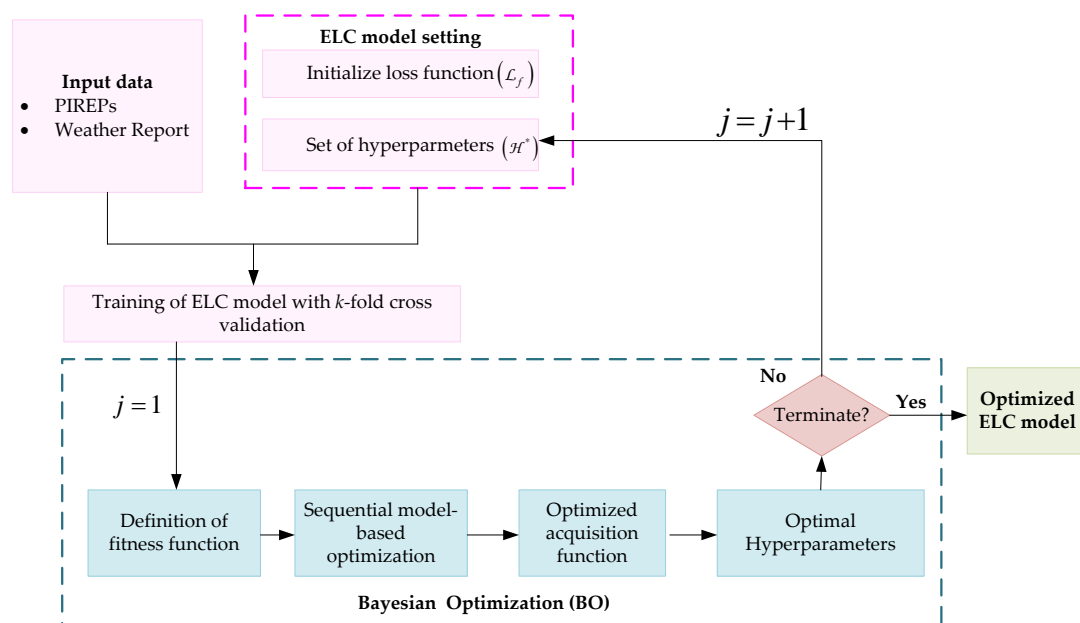 ELC model setting
Initialize loss function (ℒ_f)
Input data
• PIREPs
• Weather Report
Set of hyperparmeters (ℋ*)
j = j+1
Training of ELC model with k-fold cross
validation
j = 1
No
Terminate?
Yes
Optimized
ELC model
Definition of
fitness function
Sequential model-
based
optimization
Optimized
acquisition
function
Optimal
Hyperparameters
Bayesian Optimization (BO)